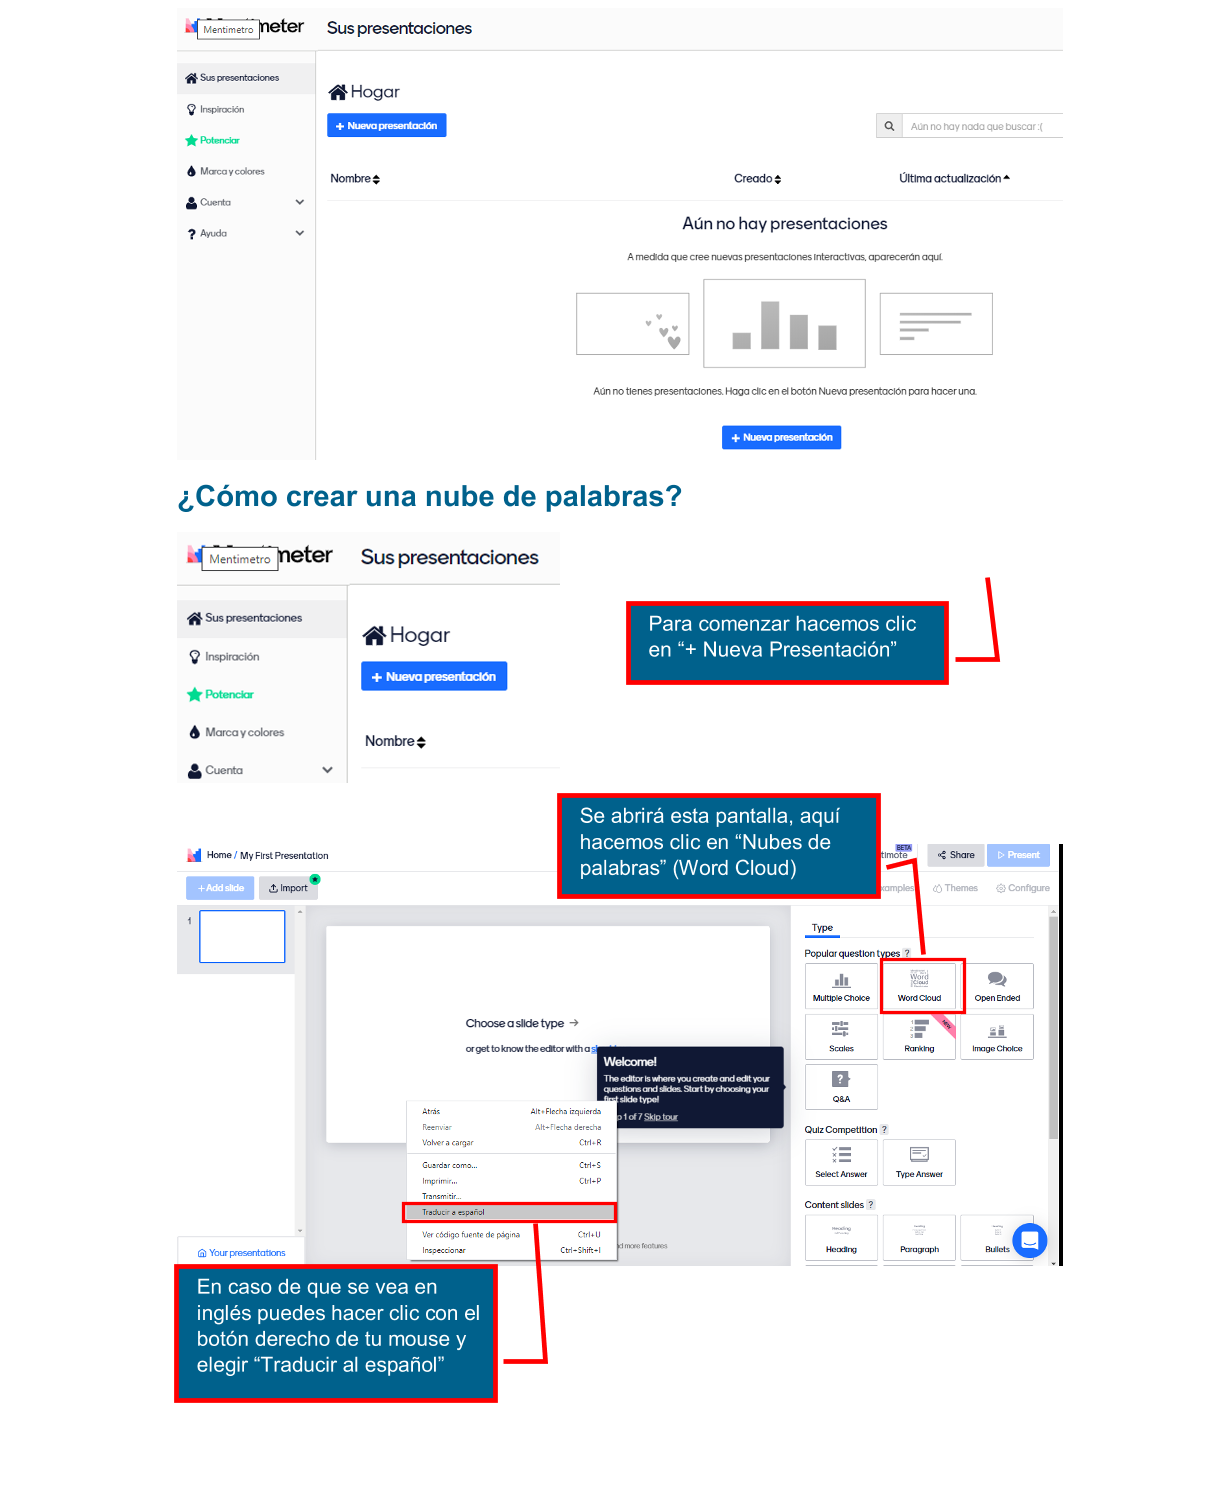 Mentimetro
meter
Sus presentaciones
Sus presentaciones
Inspiración
Potenciar
Marca y colores
Cuenta
Ayuda
Hogar
+ Nueva presentación
Aún no hay nada que buscar :(
Nombre
Creado
Última actualización
Aún no hay presentaciones
A medida que cree nuevas presentaciones interactivas, aparecerán aquí.
Aún no tienes presentaciones. Haga clic en el botón Nueva presentación para hacer una.
+ Nueva presentación
¿Cómo crear una nube de palabras?
Mentimetro
meter
Sus presentaciones
Sus presentaciones
Inspiración
Potenciar
Marca y colores
Cuenta
Hogar
+ Nueva presentación
Nombre
Para comenzar hacemos clic
en “+ Nueva Presentación”
Se abrirá esta pantalla, aquí
hacemos clic en “Nubes de
palabras” (Word Cloud)
Home / My First Presentation
BETA
timote
Share
Present
+ Add slide
Import
xamples
Themes
Configure
1
Choose a slide type →
or get to know the editor with a
Welcome!
The editor is where you create and edit your
questions and slides. Start by choosing your
first slide type!
p 1 of 7 Skip tour
Atrás Alt+Flecha izquierda
Reenviar Alt+Flecha derecha
Volver a cargar Ctrl+R
Guardar como... Ctrl+S
Imprimir... Ctrl+P
Transmitir...
Traducir a español
Ver código fuente de página Ctrl+U
Inspeccionar Ctrl+Shift+I
d more features
Your presentations
Type
Popular question types ?
Word
Cloud
Multiple Choice
Word Cloud
Open Ended
NEW
Scales
Ranking
Image Choice
Q&A
Quiz Competition ?
Select Answer
Type Answer
Content slides ?
Heading
Heading
Paragraph
Bullets
En caso de que se vea en
inglés puedes hacer clic con el
botón derecho de tu mouse y
elegir “Traducir al español”